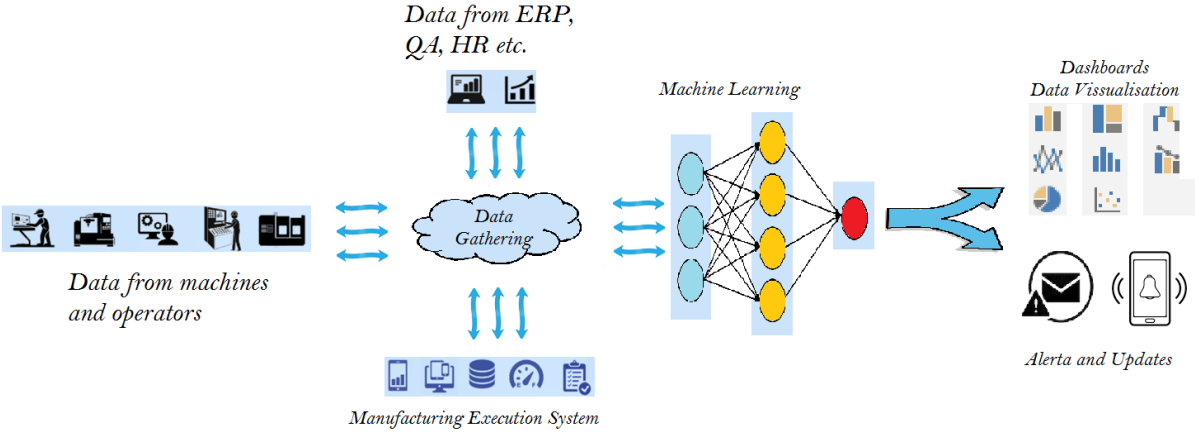 Data from ERP,
QA, HR etc.
Machine Learning
Dashboards
Data Vissualisation
Data
Gathering
Data from machines
and operators
Alerta and Updates
Manufacturing Execution System